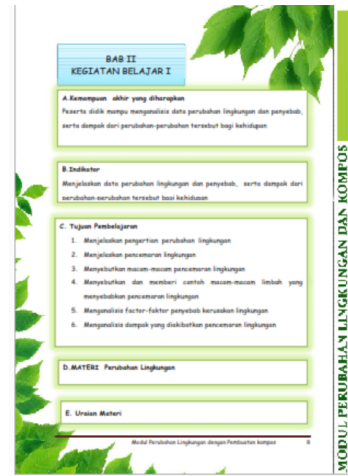 BAB II
KEGIATAN BELAJAR I
A.Kemampuan akhir yang diharapkan
Peserta didik mampu menganalisis data perubahan lingkungan dan penyebab,
serta dampak dari perubahan-perubahan tersebut bagi kehidupan
B.Indikator
Menjelaskan data perubahan lingkungan dan penyebab, serta dampak dari
perubahan-perubahan tersebut bagi kehidupan
C. Tujuan Pembelajaran
1. Menjelaskan pengertian perubahan lingkungan
2. Menjelaskan pencemaran lingkungan
3. Menyebutkan macam-macam pencemaran lingkungan
4. Menyebutkan dan memberi contoh macam-macam limbah yang
menyebabkan pencemaran lingkungan
5. Menganalisis factor-faktor penyebab kerusakan lingkungan
6. Menganalisis dampak yang diakibatkan pencemaran lingkungan
D.MATERI Perubahan Lingkungan
E. Uraian Materi
Modul Perubahan Lingkungan dengan Pembuatan kompos 8
MODUL PERUBAHAN LINGKUNGAN DAN KOMPOS